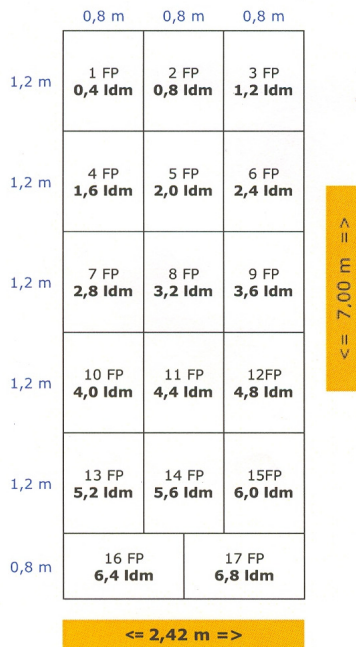 0,8 m 0,8 m 0,8 m
1,2 m
1 FP 2 FP 3 FP
0,4 ldm 0,8 ldm 1,2 ldm
1,2 m
4 FP 5 FP 6 FP
1,6 ldm 2,0 ldm 2,4 ldm
1,2 m
7 FP 8 FP 9 FP
2,8 ldm 3,2 ldm 3,6 ldm
1,2 m
10 FP 11 FP 12FP
4,0 ldm 4,4 ldm 4,8 ldm
1,2 m
13 FP 14 FP 15FP
5,2 ldm 5,6 ldm 6,0 ldm
0,8 m
16 FP 17 FP
6,4 ldm 6,8 ldm
<= 7,00 m =>
<= 2,42 m =>